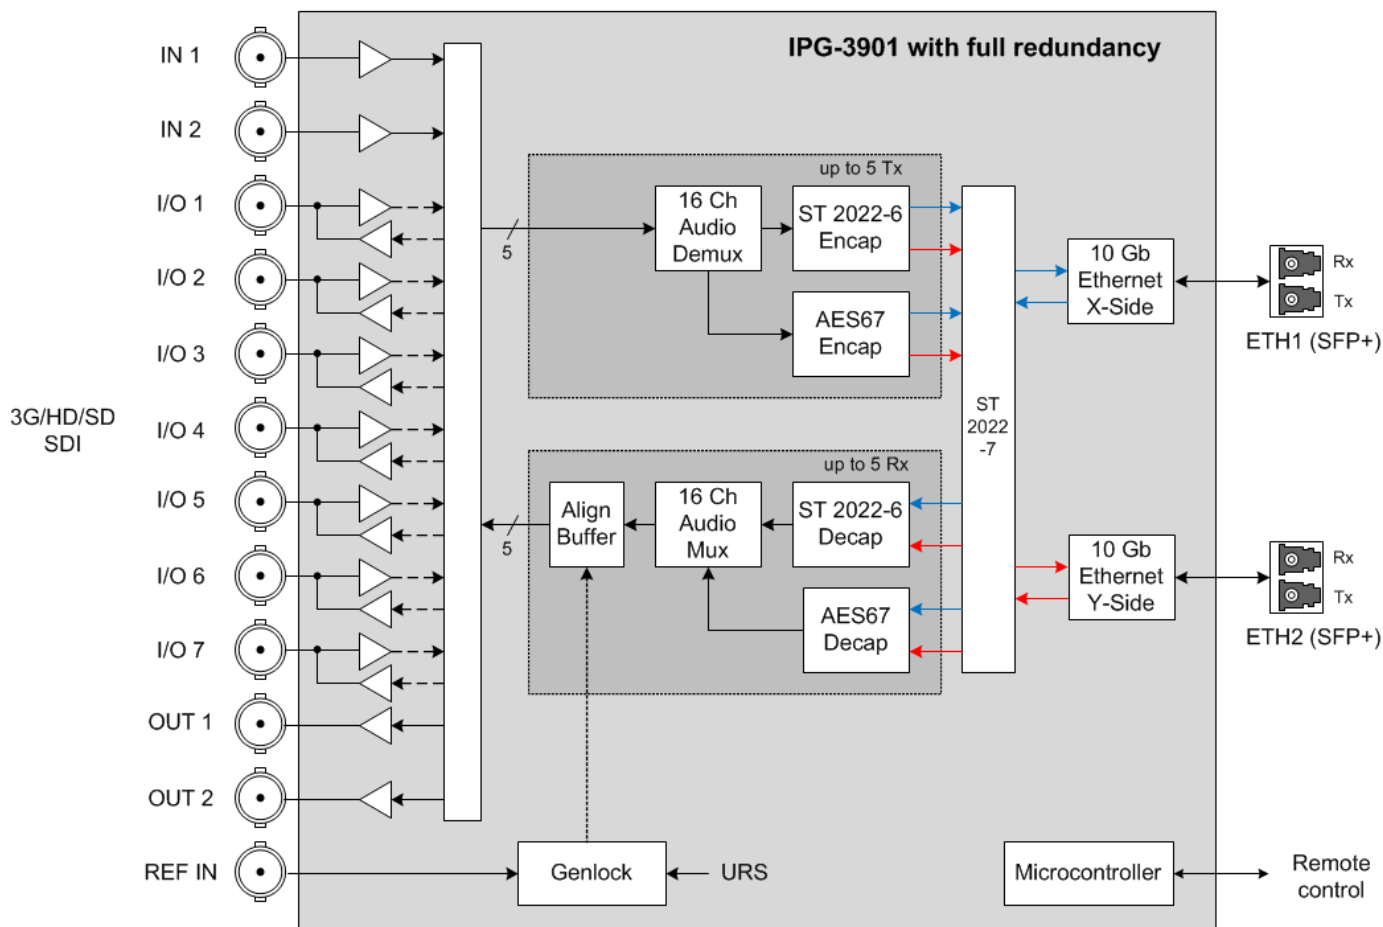 IPG-3901 with full redundancy
IN 1
IN 2
I/O 1
I/O 2
I/O 3
I/O 4
I/O 5
I/O 6
I/O 7
OUT 1
OUT 2
REF IN
3G/HD/SD
SDI
up to 5 Tx
5
16 Ch
Audio
Demux
ST 2022-6
Encap
AES67
Encap
up to 5 Rx
5
Align
Buffer
16 Ch
Audio
Mux
ST 2022-6
Decap
AES67
Decap
ST
2022
-7
10 Gb
Ethernet
X-Side
Rx
Tx
ETH1 (SFP+)
10 Gb
Ethernet
Y-Side
Rx
Tx
ETH2 (SFP+)
Genlock
URS
Microcontroller
Remote
control